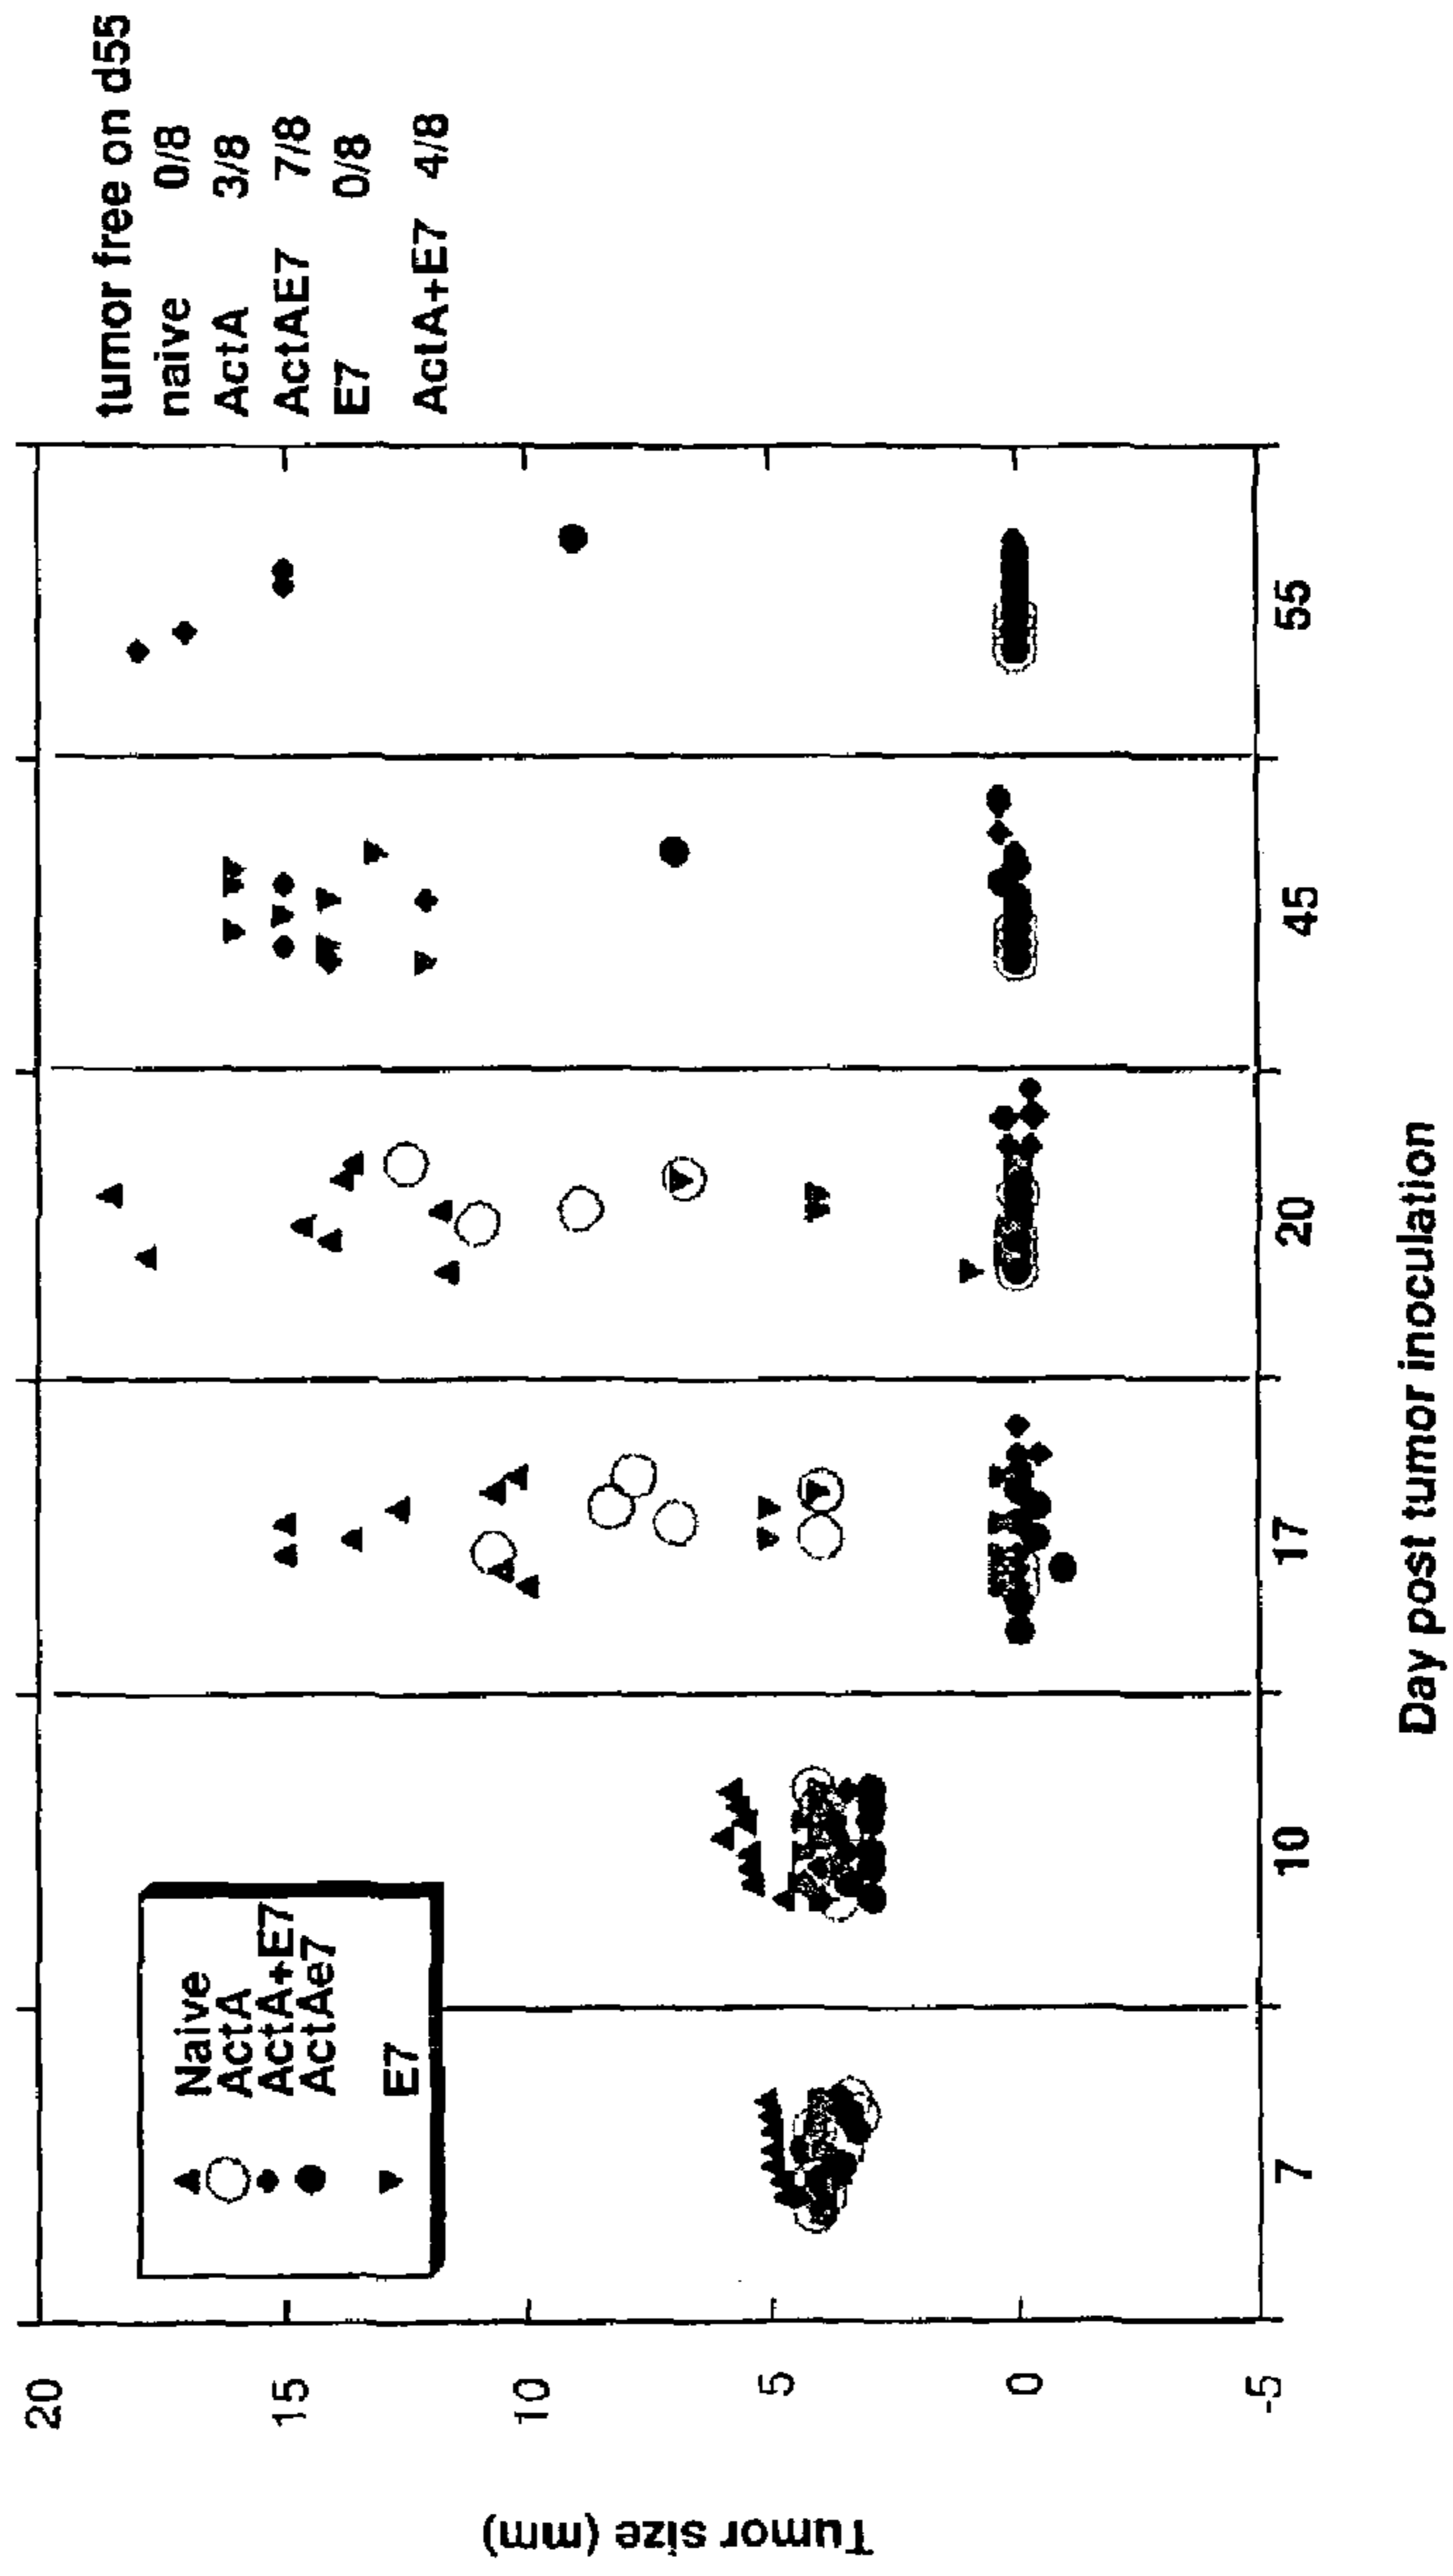 tumor free on d55
naive 0/8
ActA 3/8
ActAE7 7/8
E7 0/8
ActA+E7 4/8
Naive
ActA
ActA+E7
ActAe7
E7
20
15
10
5
0
-5
Tumor size (mm)
7 10 17 20 45 55
Day post tumor inoculation